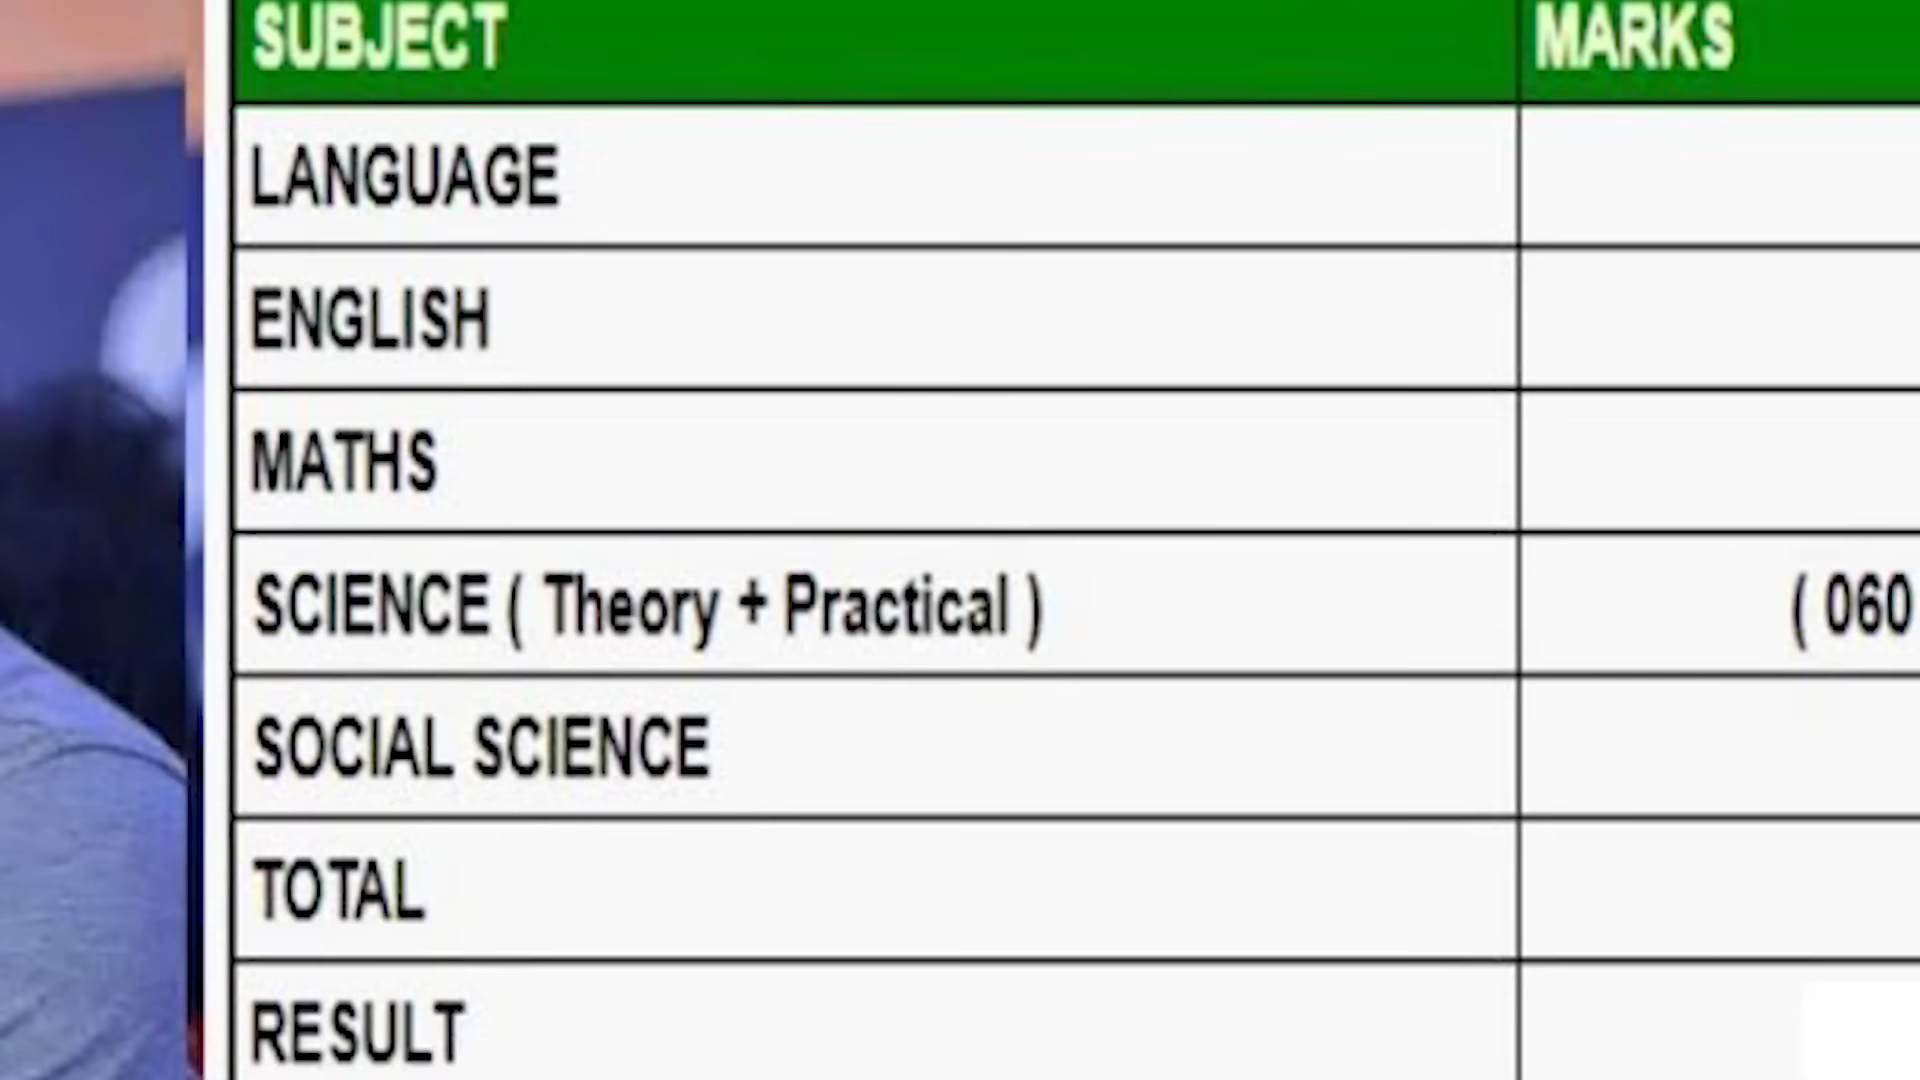 SUBJECT MARKS
LANGUAGE
ENGLISH
MATHS
SCIENCE ( Theory + Practical ) ( 060
SOCIAL SCIENCE
TOTAL
RESULT